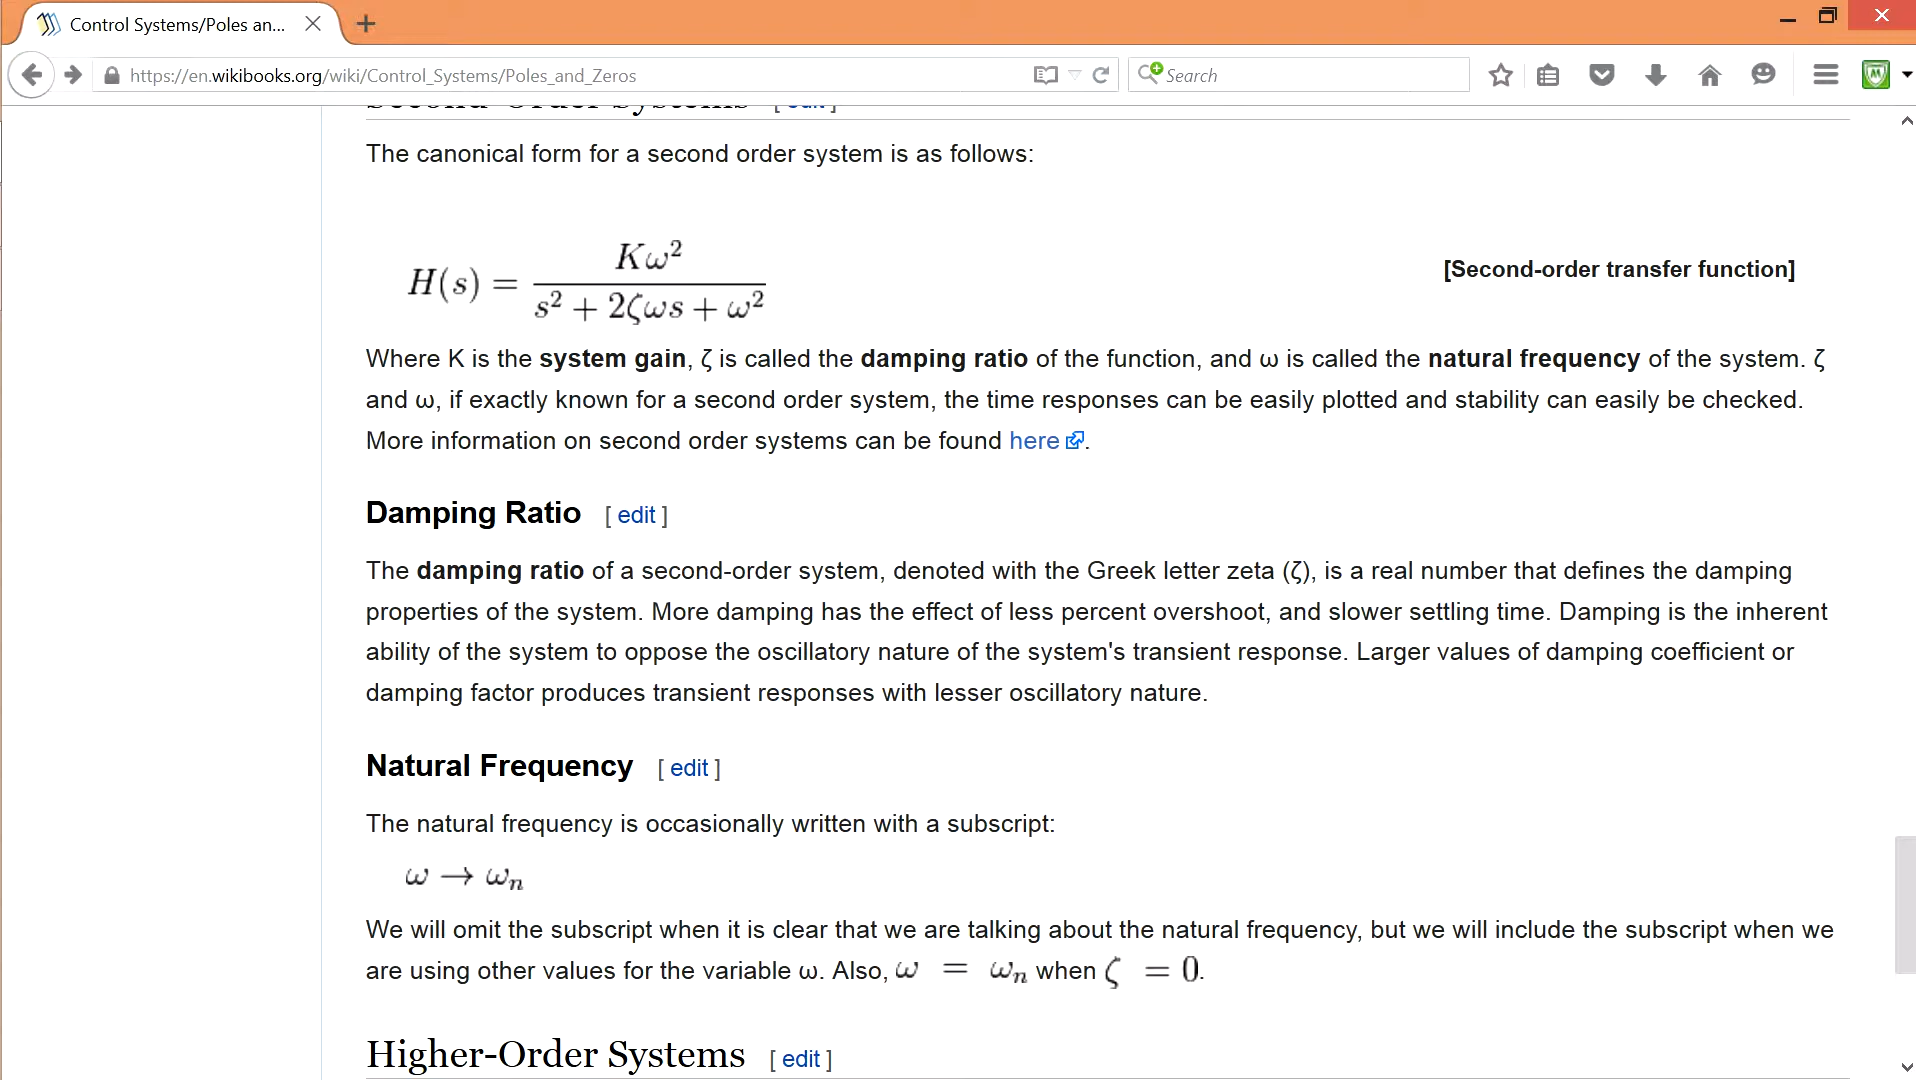 Control Systems/Poles an...
https://en.wikibooks.org/wiki/Control_Systems/Poles_and_Zeros
Search
Second-Order Systems [ edit ]
The canonical form for a second order system is as follows:
H(s) = Kω² / (s² + 2ζωs + ω²)
[Second-order transfer function]
Where K is the system gain, ζ is called the damping ratio of the function, and ω is called the natural frequency of the system. ζ
and ω, if exactly known for a second order system, the time responses can be easily plotted and stability can easily be checked.
More information on second order systems can be found here.
Damping Ratio [ edit ]
The damping ratio of a second-order system, denoted with the Greek letter zeta (ζ), is a real number that defines the damping
properties of the system. More damping has the effect of less percent overshoot, and slower settling time. Damping is the inherent
ability of the system to oppose the oscillatory nature of the system's transient response. Larger values of damping coefficient or
damping factor produces transient responses with lesser oscillatory nature.
Natural Frequency [ edit ]
The natural frequency is occasionally written with a subscript:
ω → ωₙ
We will omit the subscript when it is clear that we are talking about the natural frequency, but we will include the subscript when we
are using other values for the variable ω. Also, ω = ωₙ when ζ = 0.
Higher-Order Systems [ edit ]